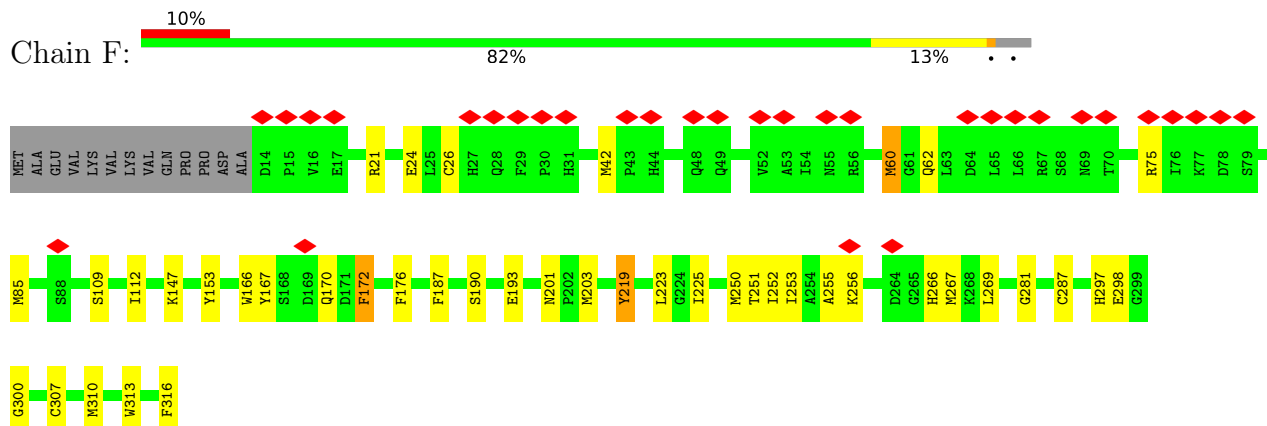 10%
Chain F:
82% 13% • •
MET ALA GLU VAL LYS VAL LYS VAL GLN PRO PRO ASP ALA D14 P15 V16 E17 R21 E24 L25 C26 H27 Q28 F29 P30 H31 M42 P43 H44 Q48 Q49 V52 A53 I54 N55 R56 M60 G61 Q62 L63 D64 L65 L66 R67 S68 N69 T70 R75 I76 K77 D78 S79
M85 S88 S109 I112 K147 Y153 W166 Y167 S168 D169 Q170 D171 F172 F176 F187 S190 E193 N201 P202 M203 Y219 L223 G224 I225 M250 T251 I252 I253 A254 A255 K256 D264 G265 H266 M267 K268 L269 G281 C287 H297 E298 G299
G300 C307 M310 W313 F316